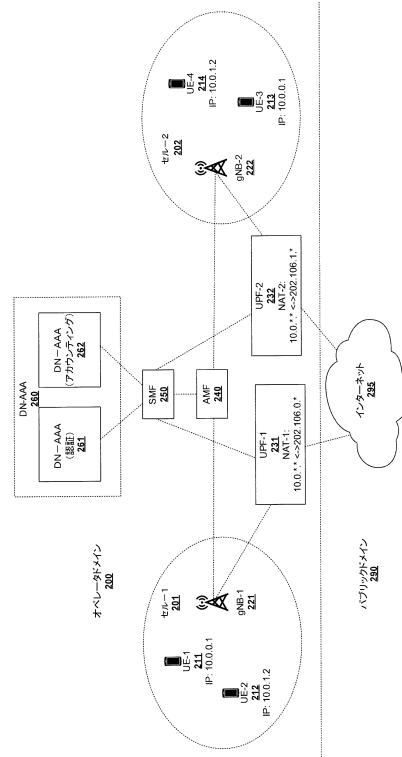 DN-AAA
260
DN－AAA
（認証）
261
DN－AAA
（アカウンティング）
262
オペレータドメイン
200
SMF
250
AMF
240
セル－1
201
UE-1
211
IP: 10.0.0.1
UE-2
212
IP: 10.0.1.2
gNB-1
221
セル－2
202
UE-4
214
IP: 10.0.1.2
UE-3
213
IP: 10.0.0.1
gNB-2
222
UPF-1
231
NAT-1:
10.0.*.* <->202.106.0.*
UPF-2
232
NAT-2:
10.0.*.* <->202.106.1.*
パブリックドメイン
290
インターネット
295